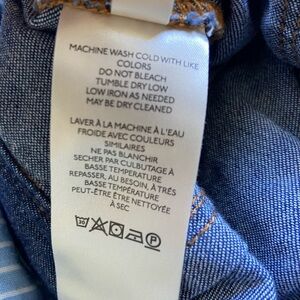 MACHINE WASH COLD WITH LIKE
COLORS
DO NOT BLEACH
TUMBLE DRY LOW
LOW IRON AS NEEDED
MAY BE DRY CLEANED
LAVER À LA MACHINE À L'EAU
FROIDE AVEC COULEURS
SIMILAIRES
NE PAS BLANCHIR
SECHER PAR CULBUTAGE À
BASSE TEMPERATURE
REPASSER, AU BESOIN, À TRÈS
BASSE TEMPÉRATURE
PEUT-ÊTRE ÊTRE NETTOYÉE
À SEC
30 P